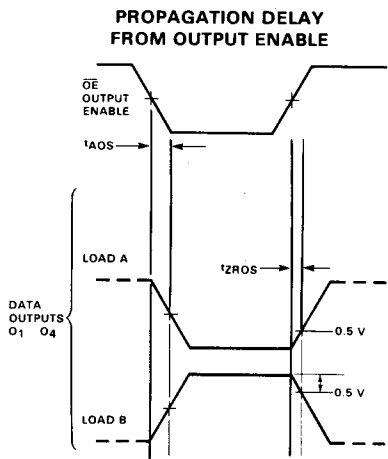 PROPAGATION DELAY
FROM OUTPUT ENABLE
OE
OUTPUT
ENABLE
tAOS
LOAD A
tZROS
DATA
OUTPUTS
O1 O4
0.5 V
0.5 V
LOAD B